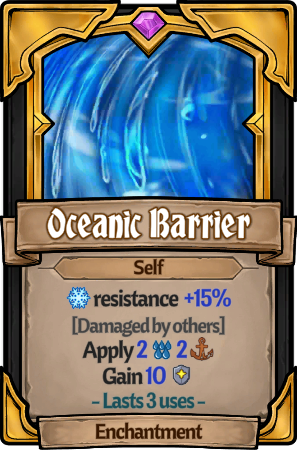 Oceanic Barrier
Self
resistance +15%
[Damaged by others]
Apply 2 2
Gain 10
- Lasts 3 uses -
Enchantment